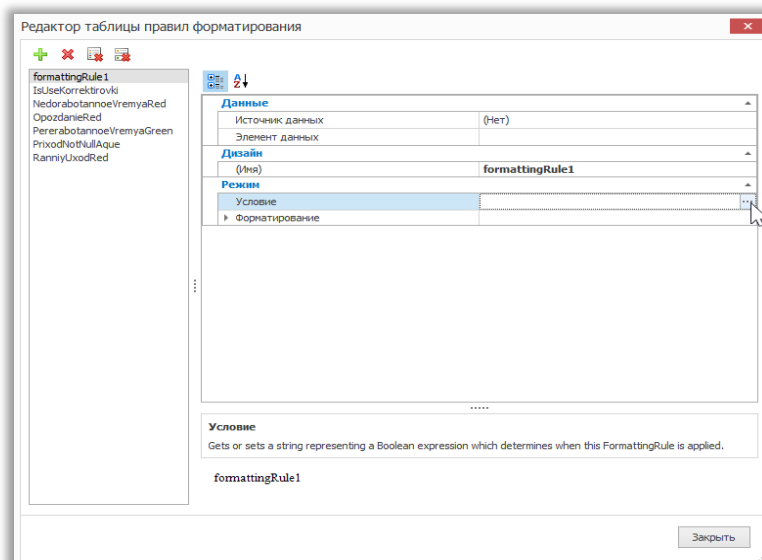 Редактор таблицы правил форматирования
formattingRule1
IsUseKorrektirovki
NedorabotannoeVremyaRed
OpozdanieRed
PererabotannoeVremyaGreen
PrixodNotNullAque
RanniyUxodRed
Данные
Источник данных (Нет)
Элемент данных
Дизайн
(Имя) formattingRule1
Режим
Условие
Форматирование
Условие
Gets or sets a string representing a Boolean expression which determines when this FormattingRule is applied.
formattingRule1
Закрыть